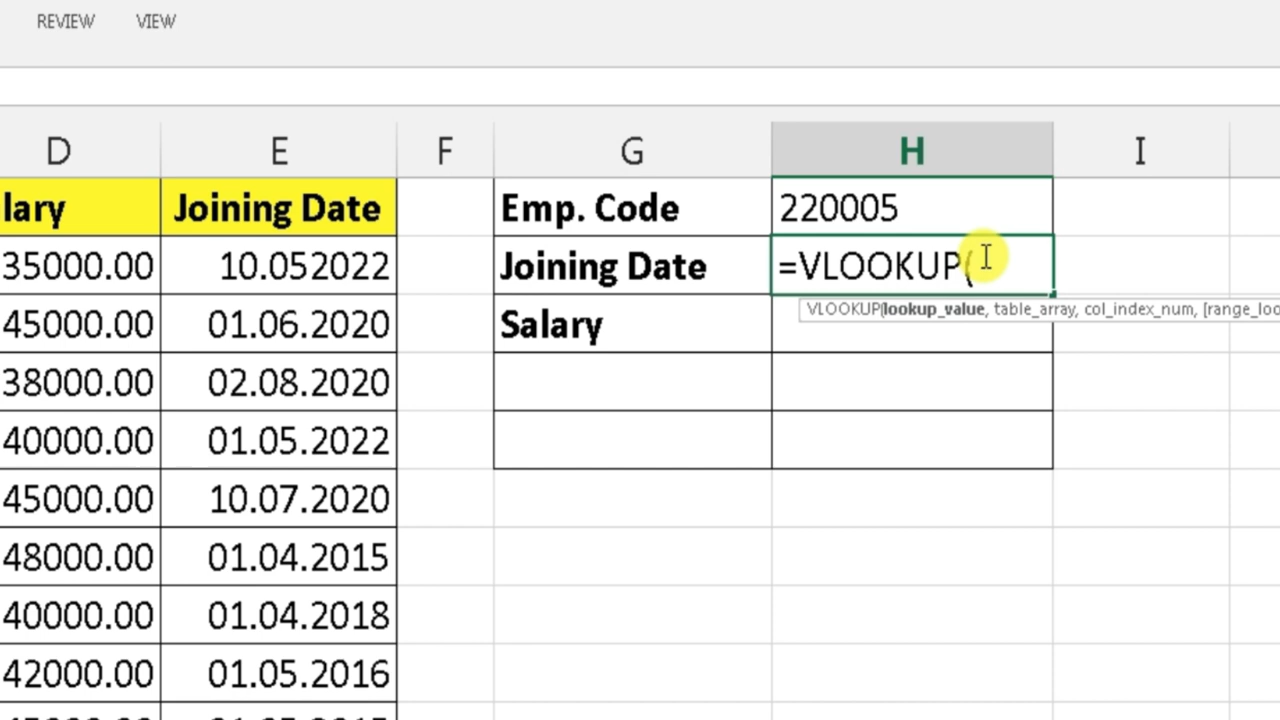 REVIEW VIEW
D E F G H I
lary Joining Date Emp. Code 220005
35000.00 10.052022 Joining Date =VLOOKUP(
VLOOKUP(lookup_value, table_array, col_index_num, [range_loo
45000.00 01.06.2020 Salary
38000.00 02.08.2020
40000.00 01.05.2022
45000.00 10.07.2020
48000.00 01.04.2015
40000.00 01.04.2018
42000.00 01.05.2016